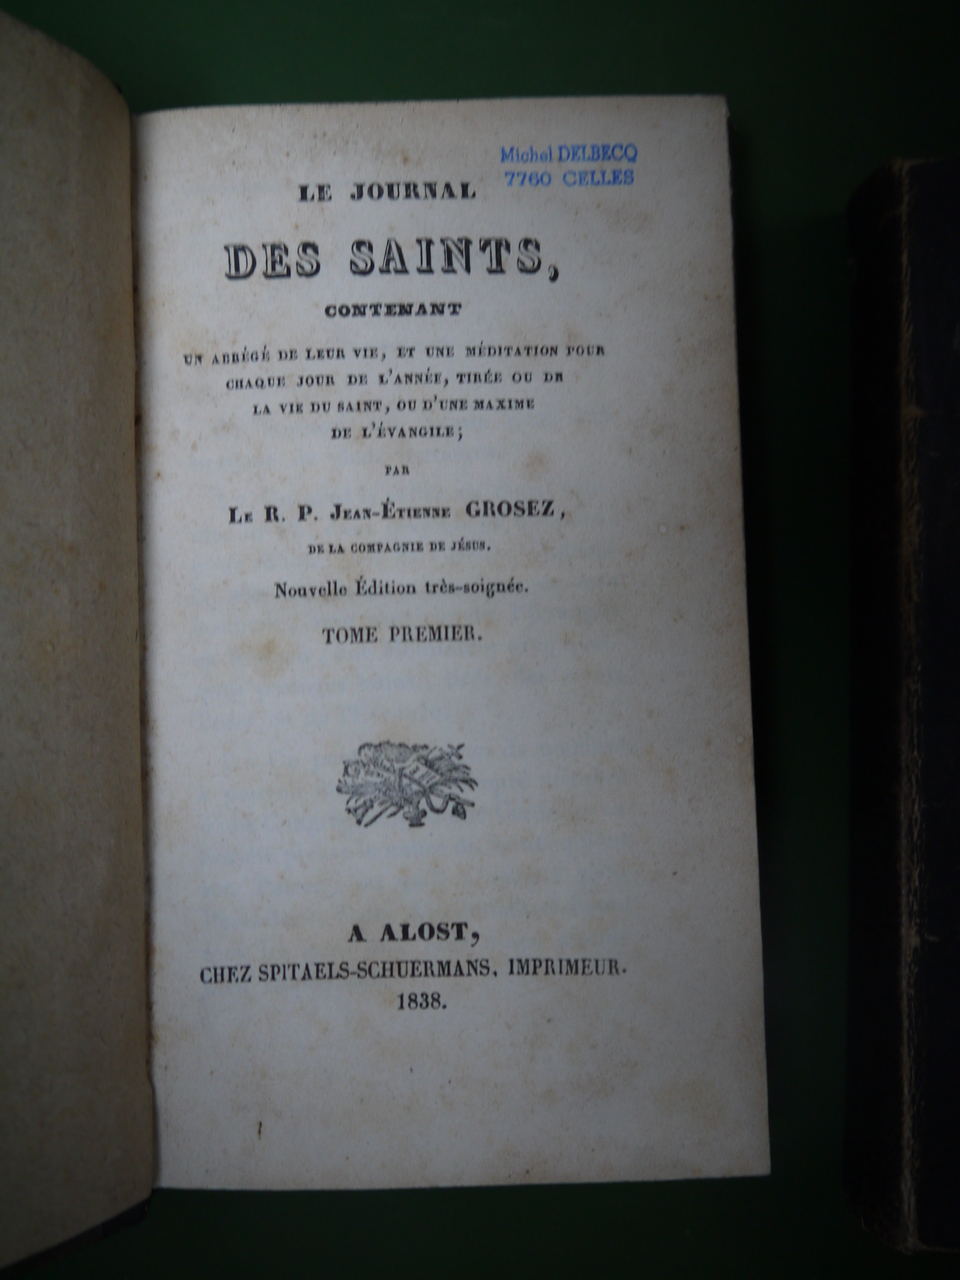 Michel DELBECQ
7760 CELLES
LE JOURNAL
DES SAINTS,
CONTENANT
UN ABRÉGÉ DE LEUR VIE, ET UNE MÉDITATION POUR
CHAQUE JOUR DE L'ANNÉE, TIRÉE OU DE
LA VIE DU SAINT, OU D'UNE MAXIME
DE L'ÉVANGILE;
PAR
LE R. P. JEAN-ÉTIENNE GROSEZ,
DE LA COMPAGNIE DE JÉSUS.
Nouvelle Édition très-soignée.
TOME PREMIER.
A ALOST,
CHEZ SPITAELS-SCHUERMANS, IMPRIMEUR.
1838.